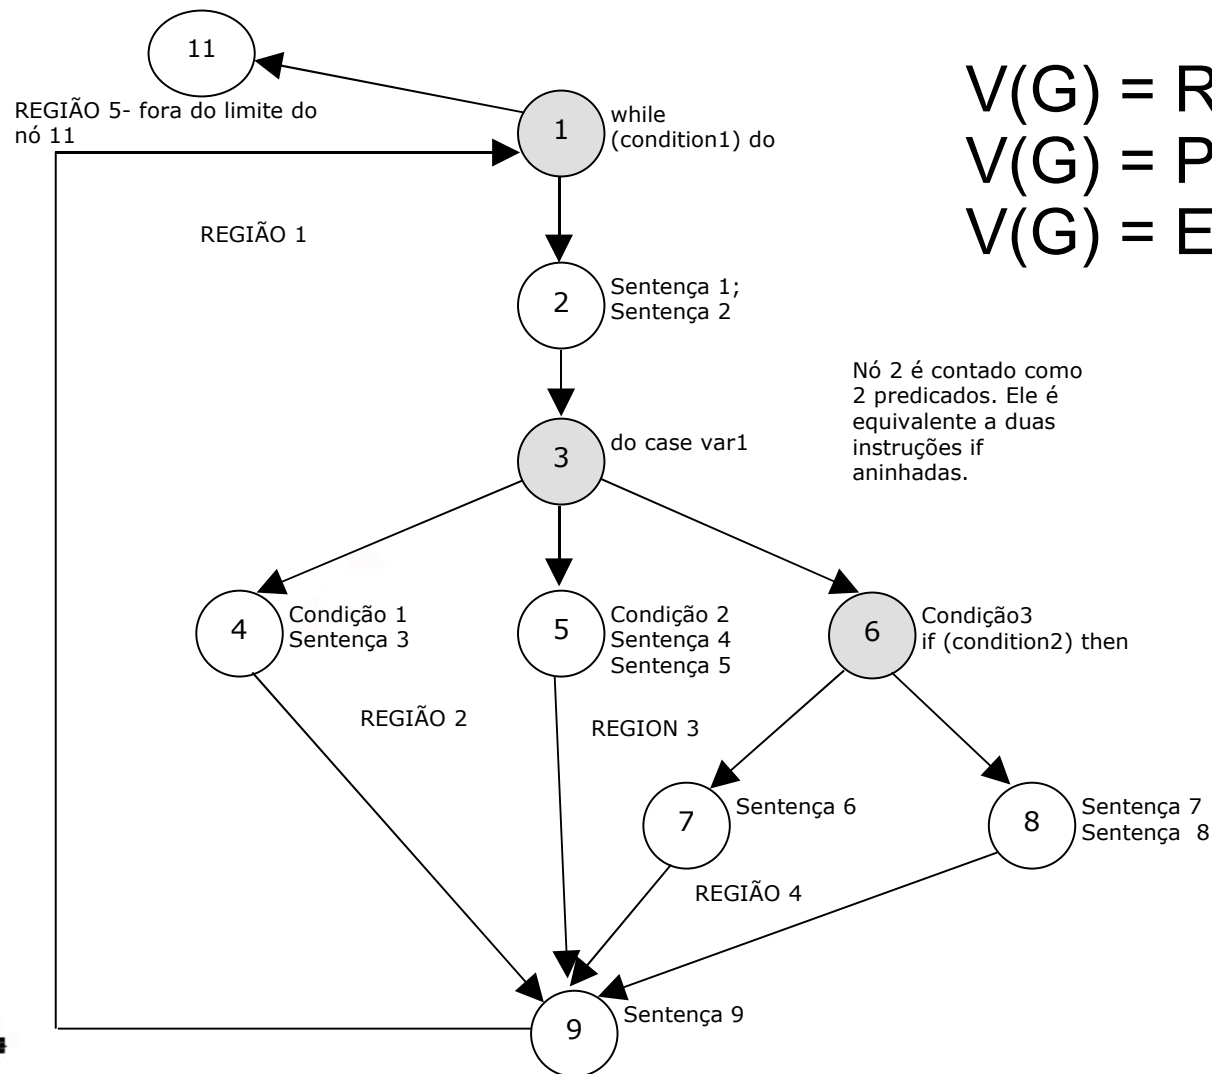 11
REGIÃO 5- fora do limite do
nó 11
1
while
(condition1) do
V(G) = R
V(G) = P
V(G) = E
REGIÃO 1
2
Sentença 1;
Sentença 2
Nó 2 é contado como
2 predicados. Ele é
equivalente a duas
instruções if
aninhadas.
3
do case var1
4
Condição 1
Sentença 3
5
Condição 2
Sentença 4
Sentença 5
6
Condição3
if (condition2) then
REGIÃO 2
REGION 3
7
Sentença 6
8
Sentença 7
Sentença  8
REGIÃO 4
9
Sentença 9